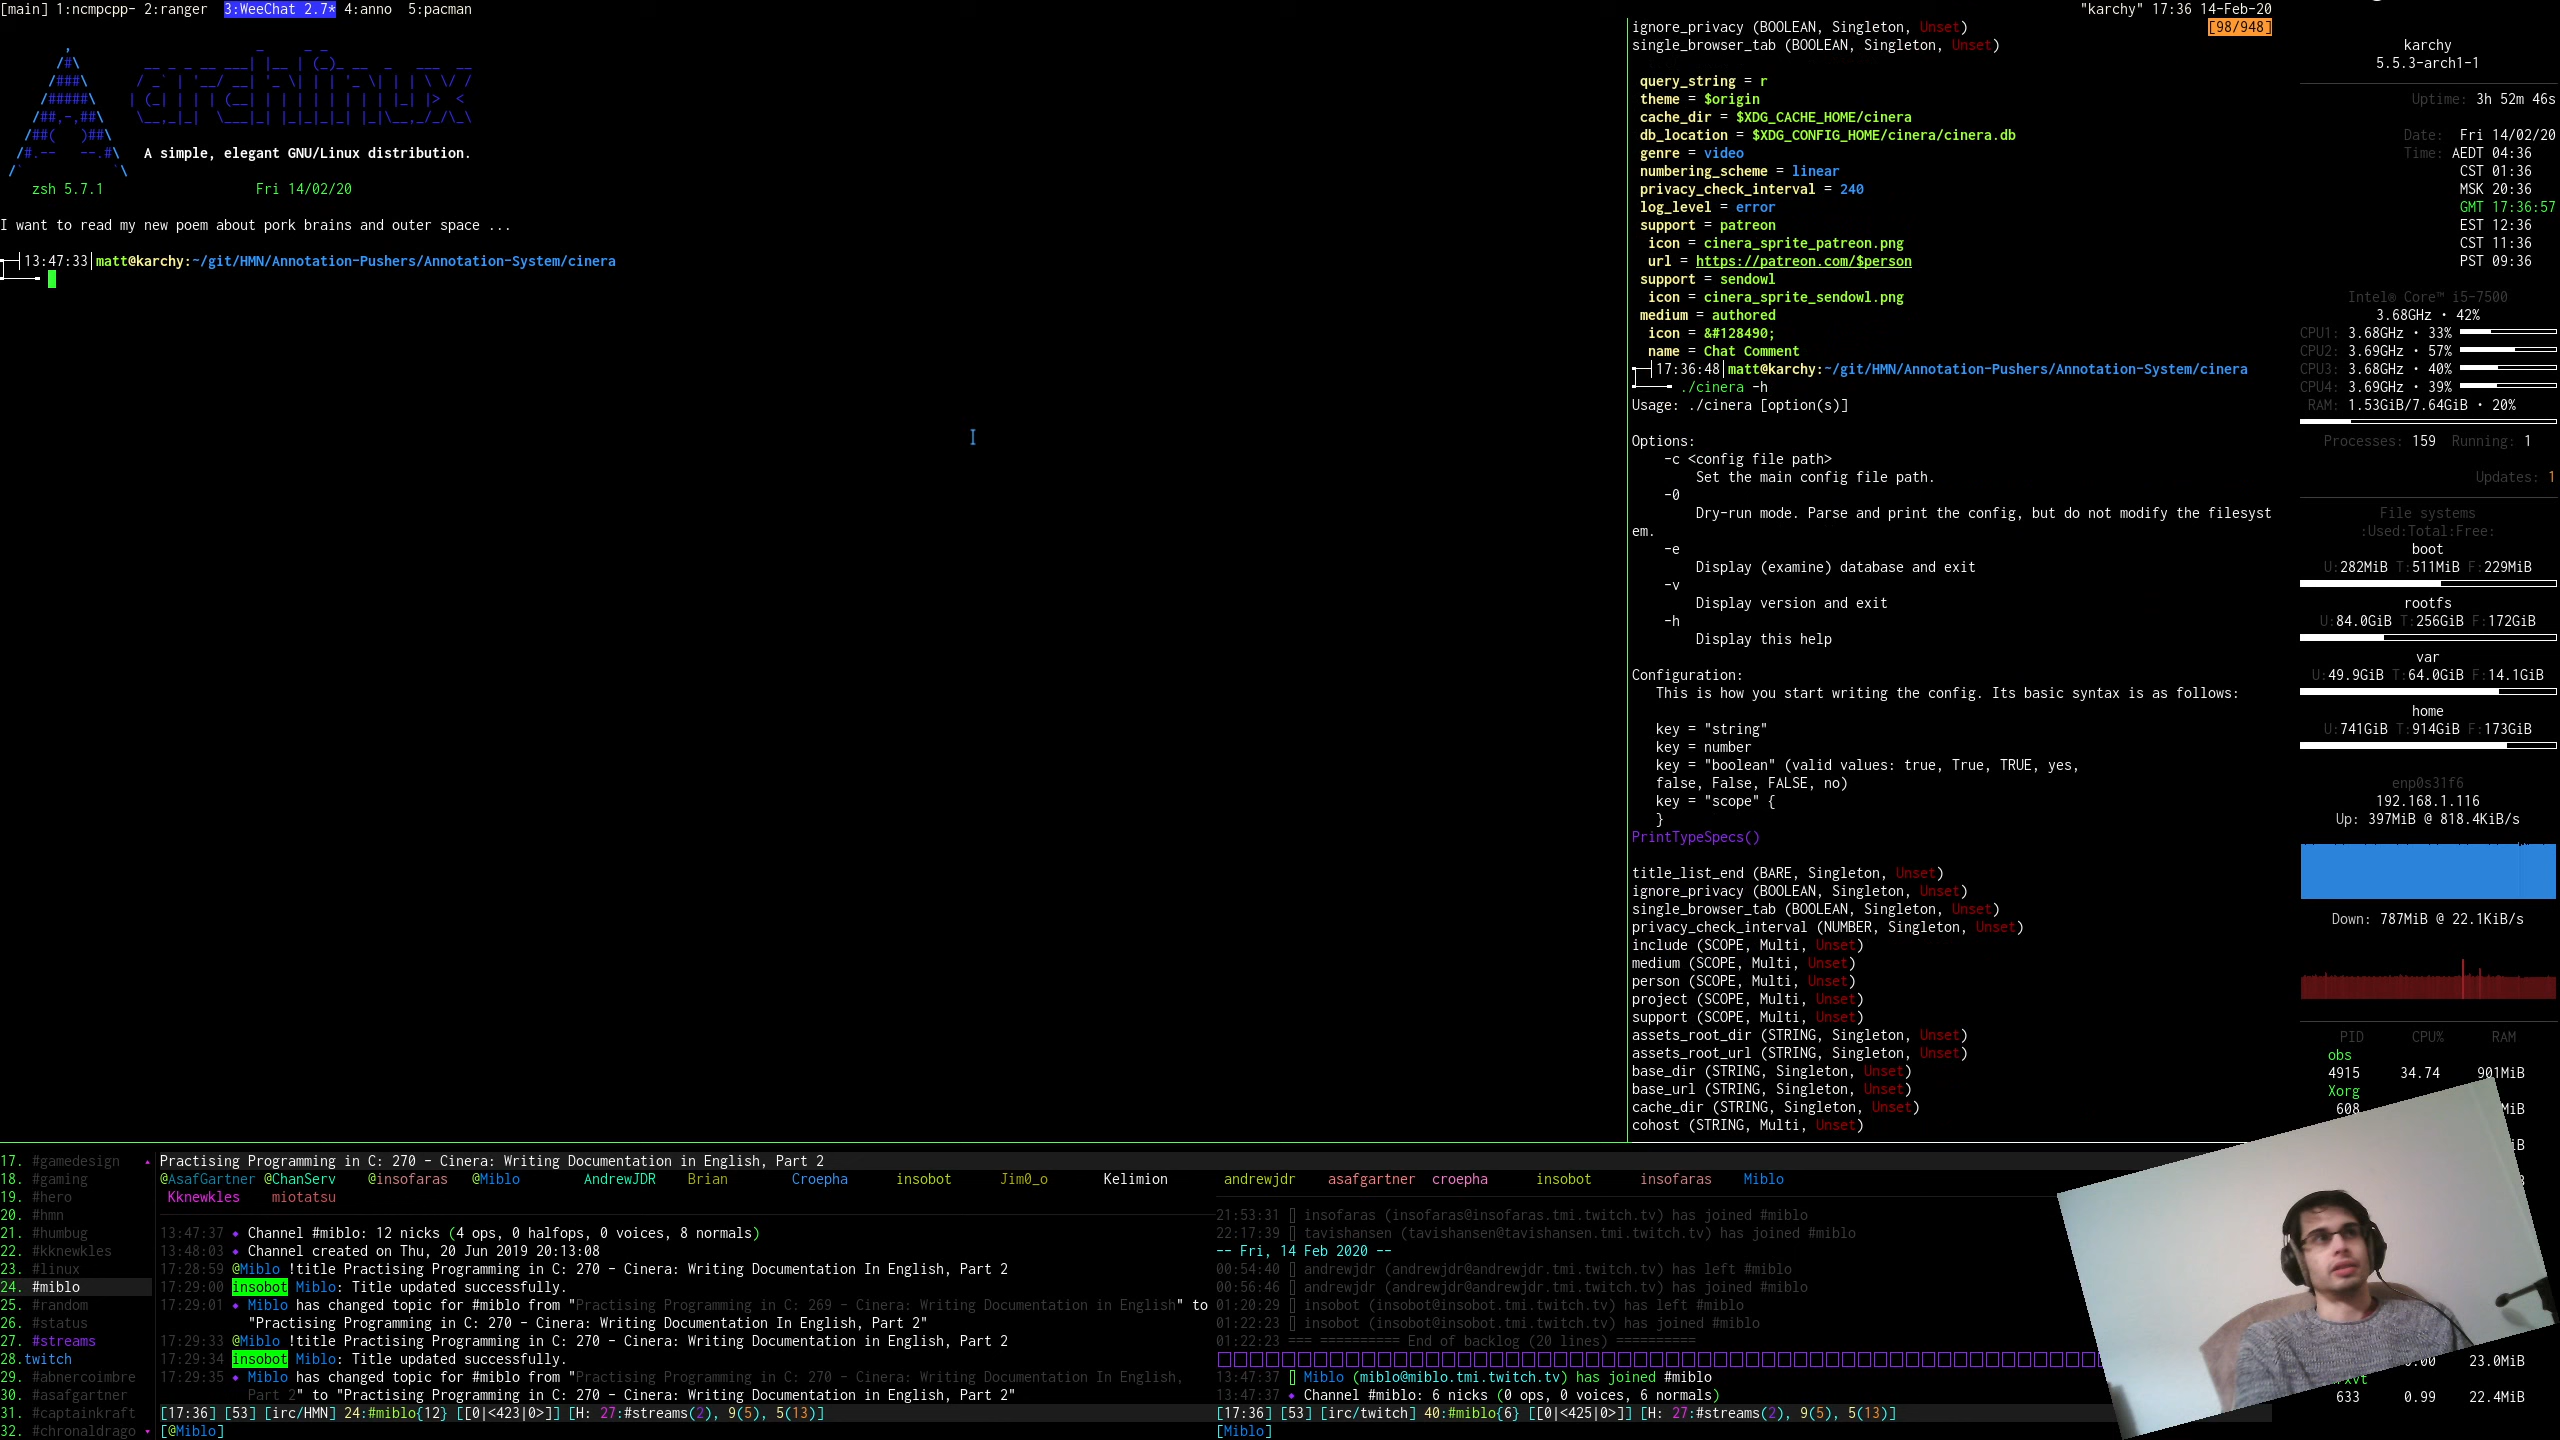 [main] 1:ncmpcpp- 2:ranger  3:WeeChat 2.7* 4:anno  5:pacman
"karchy" 17:36 14-Feb-20
A simple, elegant GNU/Linux distribution.
zsh 5.7.1 Fri 14/02/20
I want to read my new poem about pork brains and outer space ...
13:47:33 matt@karchy:~/git/HMN/Annotation-Pushers/Annotation-System/cinera
ignore_privacy (BOOLEAN, Singleton, Unset)
[98/948]
single_browser_tab (BOOLEAN, Singleton, Unset)
query_string = r
theme = $origin
cache_dir = $XDG_CACHE_HOME/cinera
db_location = $XDG_CONFIG_HOME/cinera/cinera.db
genre = video
numbering_scheme = linear
privacy_check_interval = 240
log_level = error
support = patreon
icon = cinera_sprite_patreon.png
url = https://patreon.com/$person
support = sendowl
icon = cinera_sprite_sendowl.png
medium = authored
icon = &#128490;
name = Chat Comment
17:36:48 matt@karchy:~/git/HMN/Annotation-Pushers/Annotation-System/cinera
./cinera -h
Usage: ./cinera [option(s)]
Options:
-c <config file path>
Set the main config file path.
-0
Dry-run mode. Parse and print the config, but do not modify the filesyst
em.
-e
Display (examine) database and exit
-v
Display version and exit
-h
Display this help
Configuration:
This is how you start writing the config. Its basic syntax is as follows:
key = "string"
key = number
key = "boolean" (valid values: true, True, TRUE, yes,
false, False, FALSE, no)
key = "scope" {
}
PrintTypeSpecs()
title_list_end (BARE, Singleton, Unset)
ignore_privacy (BOOLEAN, Singleton, Unset)
single_browser_tab (BOOLEAN, Singleton, Unset)
privacy_check_interval (NUMBER, Singleton, Unset)
include (SCOPE, Multi, Unset)
medium (SCOPE, Multi, Unset)
person (SCOPE, Multi, Unset)
project (SCOPE, Multi, Unset)
support (SCOPE, Multi, Unset)
assets_root_dir (STRING, Singleton, Unset)
assets_root_url (STRING, Singleton, Unset)
base_dir (STRING, Singleton, Unset)
base_url (STRING, Singleton, Unset)
cache_dir (STRING, Singleton, Unset)
cohost (STRING, Multi, Unset)
karchy
5.5.3-arch1-1
Uptime: 3h 52m 46s
Date: Fri 14/02/20
Time: AEDT 04:36
CST 01:36
MSK 20:36
GMT 17:36:57
EST 12:36
CST 11:36
PST 09:36
Intel® Core™ i5-7500
3.68GHz · 42%
CPU1: 3.68GHz · 33%
CPU2: 3.69GHz · 57%
CPU3: 3.68GHz · 40%
CPU4: 3.69GHz · 39%
RAM: 1.53GiB/7.64GiB · 20%
Processes: 159 Running: 1
Updates: 1
File systems
:Used:Total:Free:
boot
U:282MiB T:511MiB F:229MiB
rootfs
U:84.0GiB T:256GiB F:172GiB
var
U:49.9GiB T:64.0GiB F:14.1GiB
home
U:741GiB T:914GiB F:173GiB
enp0s31f6
192.168.1.116
Up: 397MiB @ 818.4KiB/s
Down: 787MiB @ 22.1KiB/s
PID CPU% RAM
obs
4915 34.74 901MiB
Xorg
608
23.0MiB
633 0.99 22.4MiB
17. #gamedesign
18. #gaming
19. #hero
20. #hmn
21. #humbug
22. #kknewkles
23. #linux
24. #miblo
25. #random
26. #status
27. #streams
28.twitch
29. #abnercoimbre
30. #asafgartner
31. #captainkraft
32. #chronaldrago
Practising Programming in C: 270 - Cinera: Writing Documentation in English, Part 2
@AsafGartner @ChanServ @insofaras @Miblo AndrewJDR Brian Croepha insobot Jim0_o Kelimion
Kknewkles miotatsu
13:47:37 Channel #miblo: 12 nicks (4 ops, 0 halfops, 0 voices, 8 normals)
13:48:03 Channel created on Thu, 20 Jun 2019 20:13:08
17:28:59 @Miblo !title Practising Programming in C: 270 - Cinera: Writing Documentation In English, Part 2
17:29:00 insobot Miblo: Title updated successfully.
17:29:01 Miblo has changed topic for #miblo from "Practising Programming in C: 269 - Cinera: Writing Documentation in English" to
"Practising Programming in C: 270 - Cinera: Writing Documentation In English, Part 2"
17:29:33 @Miblo !title Practising Programming in C: 270 - Cinera: Writing Documentation in English, Part 2
17:29:34 insobot Miblo: Title updated successfully.
17:29:35 Miblo has changed topic for #miblo from "Practising Programming in C: 270 - Cinera: Writing Documentation In English,
Part 2" to "Practising Programming in C: 270 - Cinera: Writing Documentation in English, Part 2"
[17:36] [53] [irc/HMN] 24:#miblo{12} [[0|<423|0>]] [H: 27:#streams(2), 9(5), 5(13)]
[@Miblo]
andrewjdr asafgartner croepha insobot insofaras Miblo
21:53:31 insofaras (insofaras@insofaras.tmi.twitch.tv) has joined #miblo
22:17:39 tavishansen (tavishansen@tavishansen.tmi.twitch.tv) has joined #miblo
-- Fri, 14 Feb 2020 --
00:54:40 andrewjdr (andrewjdr@andrewjdr.tmi.twitch.tv) has left #miblo
00:56:46 andrewjdr (andrewjdr@andrewjdr.tmi.twitch.tv) has joined #miblo
01:20:29 insobot (insobot@insobot.tmi.twitch.tv) has left #miblo
01:22:23 insobot (insobot@insobot.tmi.twitch.tv) has joined #miblo
01:22:23 === ========== End of backlog (20 lines) ==========
13:47:37 Miblo (miblo@miblo.tmi.twitch.tv) has joined #miblo
13:47:37 Channel #miblo: 6 nicks (0 ops, 0 voices, 6 normals)
[17:36] [53] [irc/twitch] 40:#miblo{6} [[0|<425|0>]] [H: 27:#streams(2), 9(5), 5(13)]
[Miblo]